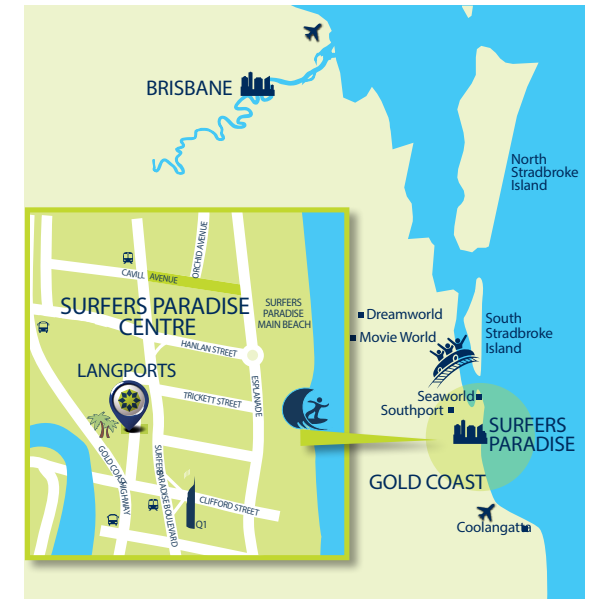 BRISBANE
North
Stradbroke
Island
ORCHID AVENUE
CAVILL AVENUE
SURFERS PARADISE
CENTRE
SURFERS
PARADISE
MAIN BEACH
HANLAN STREET
LANGPORTS
TRICKETT STREET
ESPLANADE
GOLD COAST HIGHWAY
SURFERS PARADISE BOULEVARD
CLIFFORD STREET
Q1
Dreamworld
Movie World
South
Stradbroke
Island
Seaworld
Southport
SURFERS
PARADISE
GOLD COAST
Coolangatta